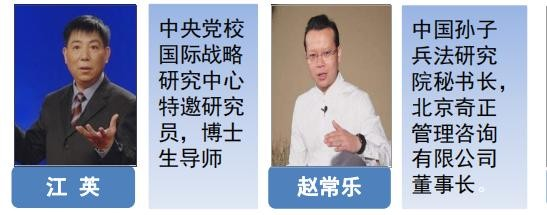 中央党校
国际战略
研究中心
特邀研究
员，博士
生导师
江 英
中国孙子
兵法研究
院秘书长，
北京奇正
管理咨询
有限公司
董事长。
赵常乐